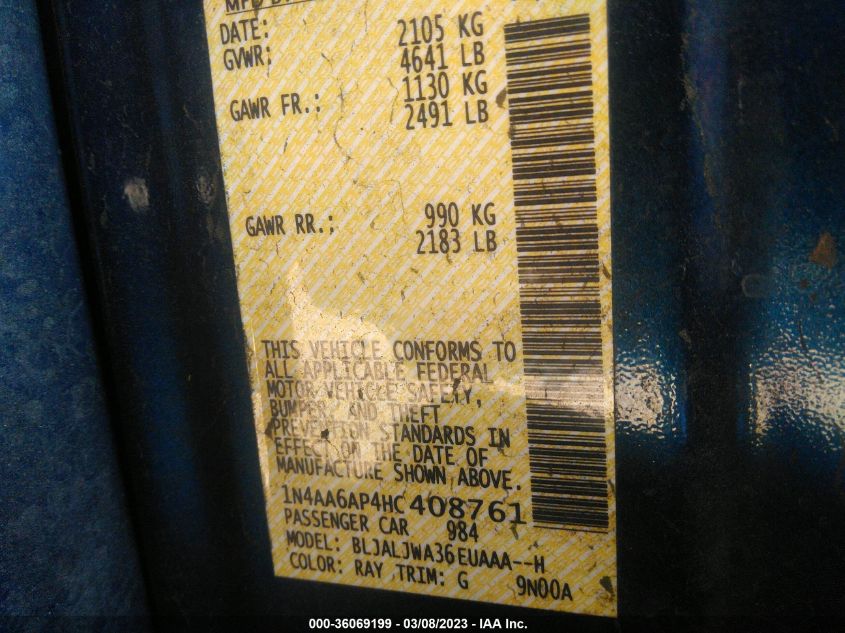 DATE:
GVWR: 2105 KG
4641 LB
GAWR FR.: 1130 KG
2491 LB
GAWR RR.: 990 KG
2183 LB
THIS VEHICLE CONFORMS TO
ALL APPLICABLE FEDERAL
MOTOR VEHICLE SAFETY,
BUMPER, AND THEFT
PREVENTION STANDARDS IN
EFFECT ON THE DATE OF
MANUFACTURE SHOWN ABOVE.
1N4AA6AP4HC408761
PASSENGER CAR 984
MODEL: BLJALJWA36EUAAA--H
COLOR: RAY TRIM: G 9N00A
000-36069199 - 03/08/2023 - IAA Inc.